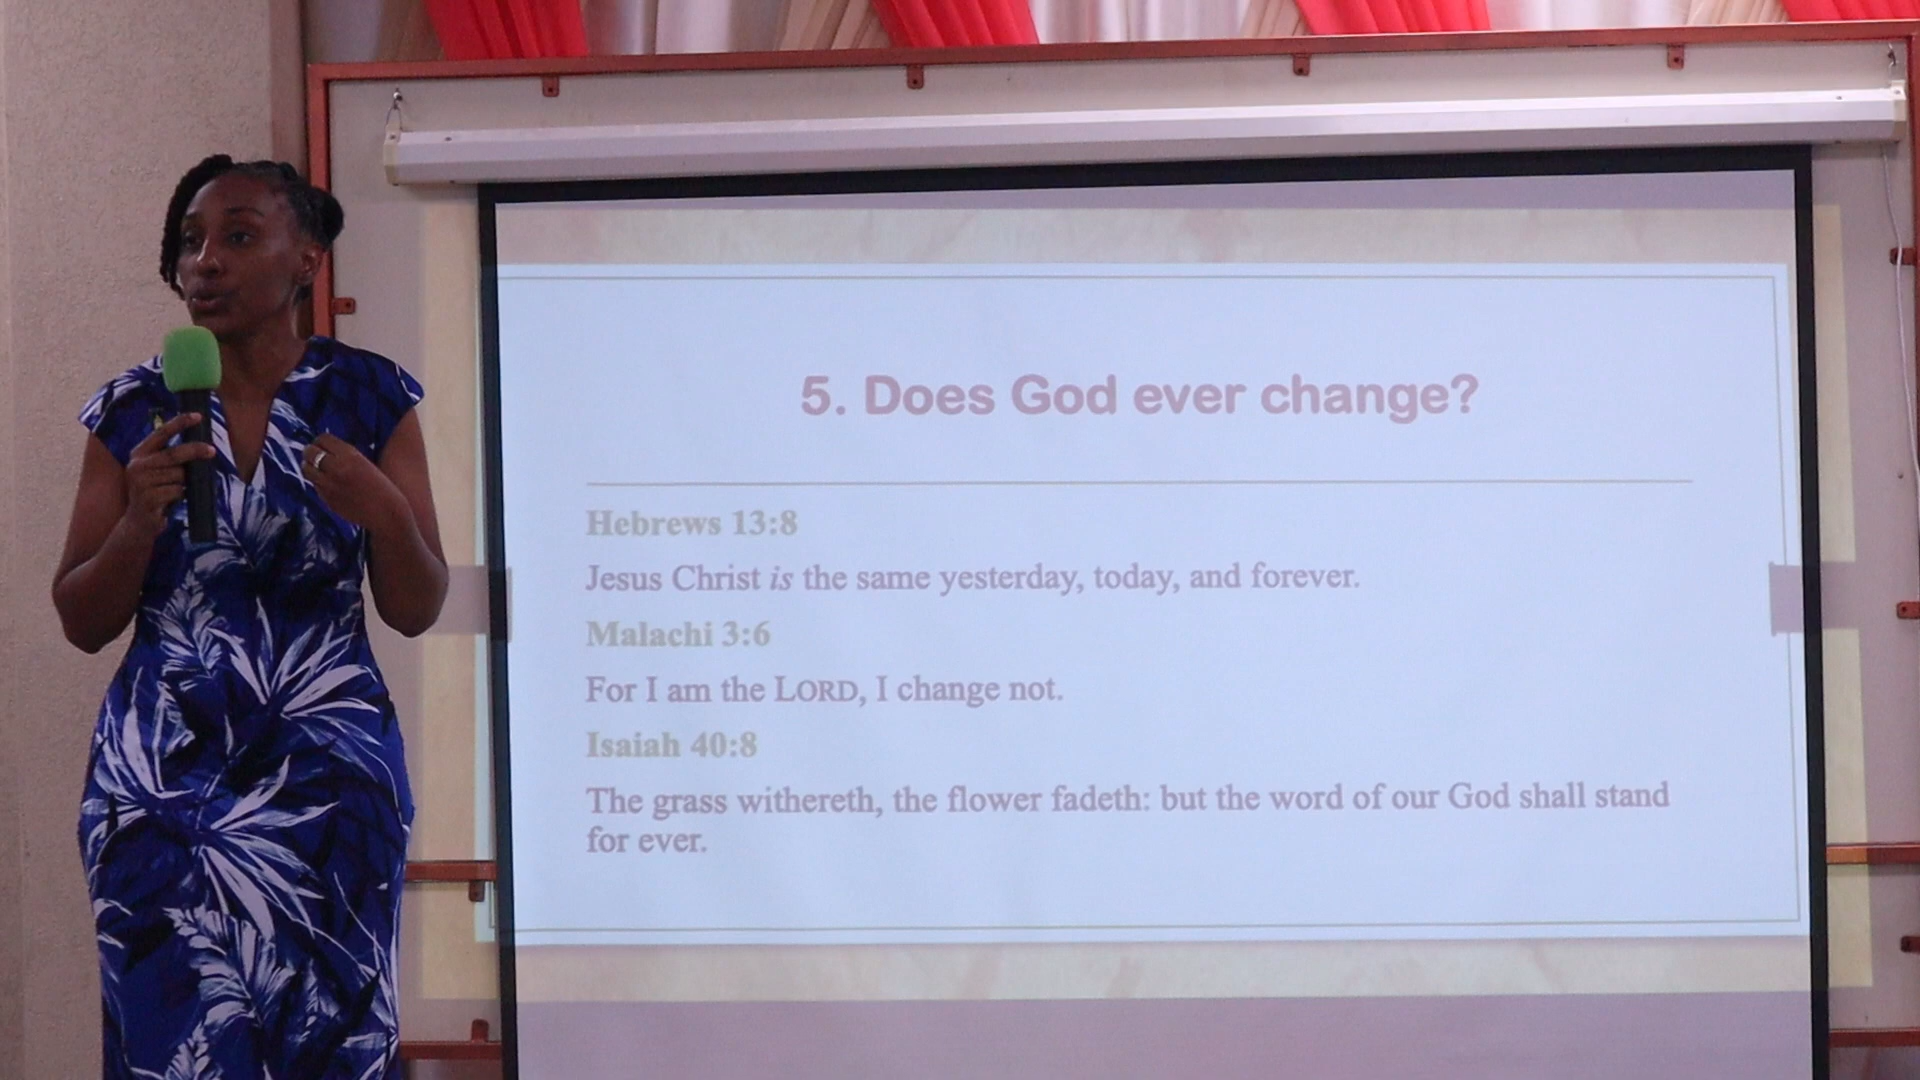 5. Does God ever change?
Hebrews 13:8
Jesus Christ is the same yesterday, today, and forever.
Malachi 3:6
For I am the LORD, I change not.
Isaiah 40:8
The grass withereth, the flower fadeth: but the word of our God shall stand
for ever.